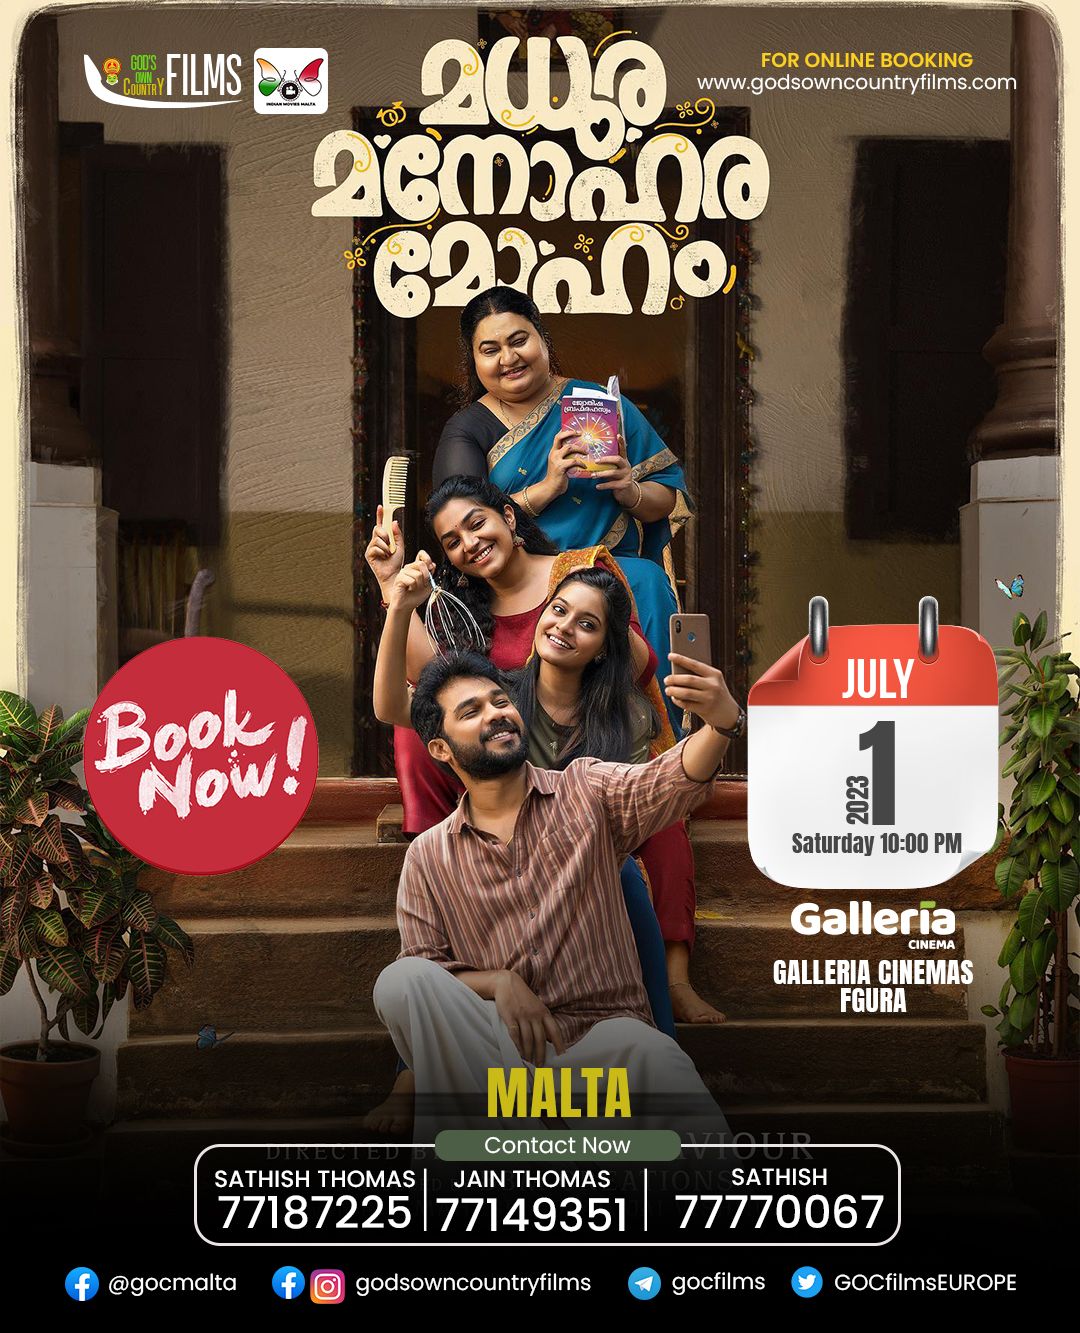 GOD'S
OWN
COUNTRY
FILMS
INDIAN MOVIES MALTA
FOR ONLINE BOOKING
www.godsowncountryfilms.com
മധുര
മനോഹര
മോഹം
ജ്യോതിഷ
BOOK
NOW!
JULY
1
2023
Saturday 10:00 PM
Galleria
CINEMA
GALLERIA CINEMAS
FGURA
MALTA
DIRECTED BY
Contact Now
SATHISH THOMAS
77187225
JAIN THOMAS
77149351
SATHISH
77770067
@gocmalta
godsowncountryfilms
gocfilms
GOCfilmsEUROPE